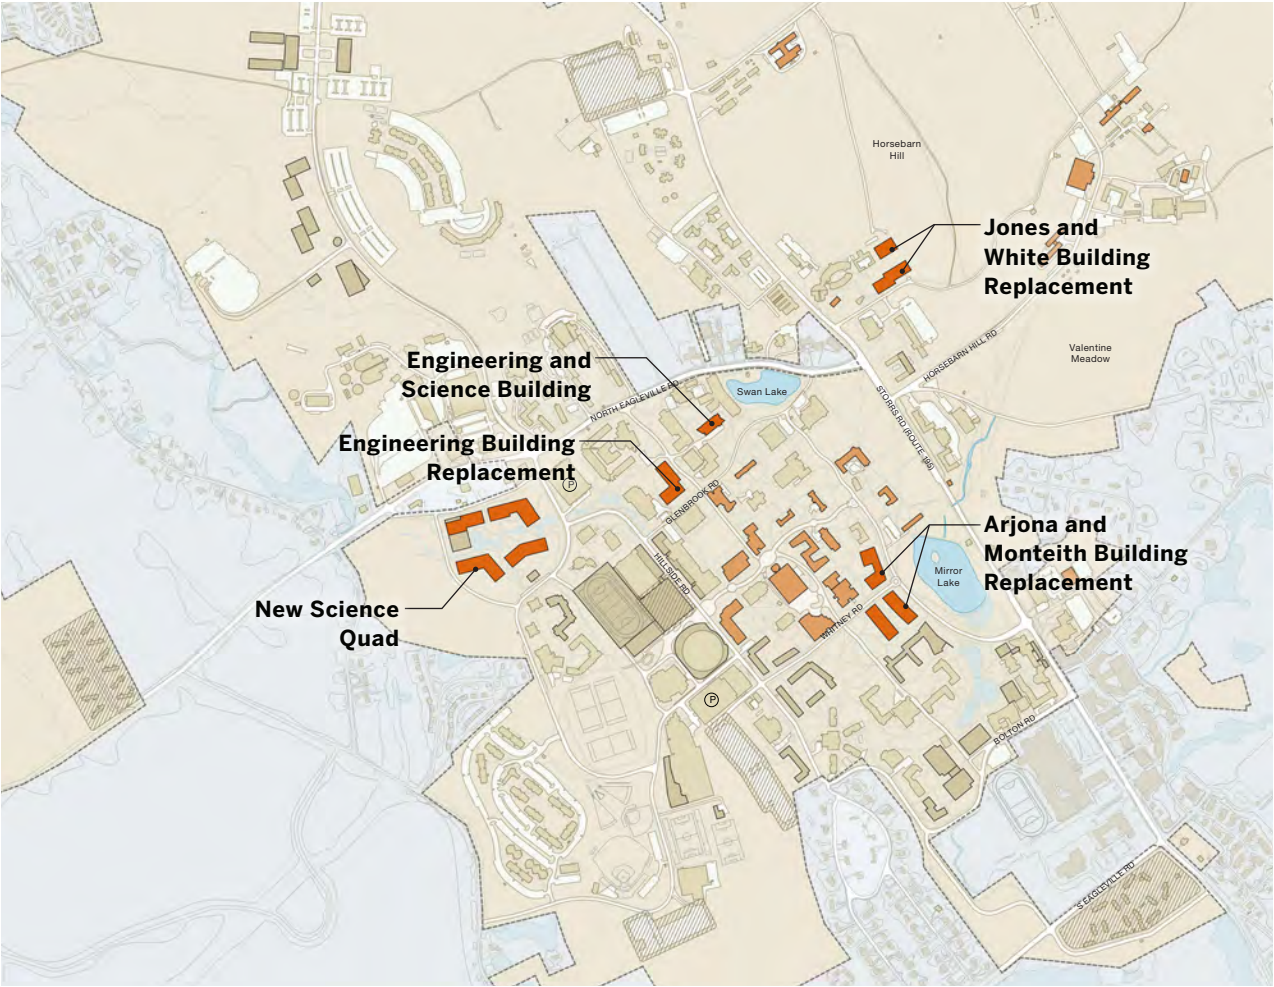 Horsebarn
Hill
Jones and
White Building
Replacement
HORSEBARN HILL RD
Valentine
Meadow
Engineering and
Science Building
NORTH EAGLEVILLE RD
Swan Lake
STORRS RD (ROUTE 195)
Engineering Building
Replacement
P
GLENBROOK RD
Arjona and
Monteith Building
Replacement
Mirror
Lake
HILLSIDE RD
New Science
Quad
WHITNEY RD
P
BOLTON RD
S EAGLEVILLE RD